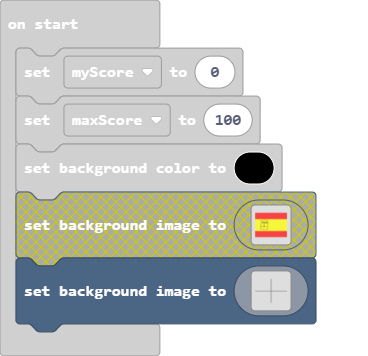 on start
set myScore to 0
set maxScore to 100
set background color to
set background image to
set background image to